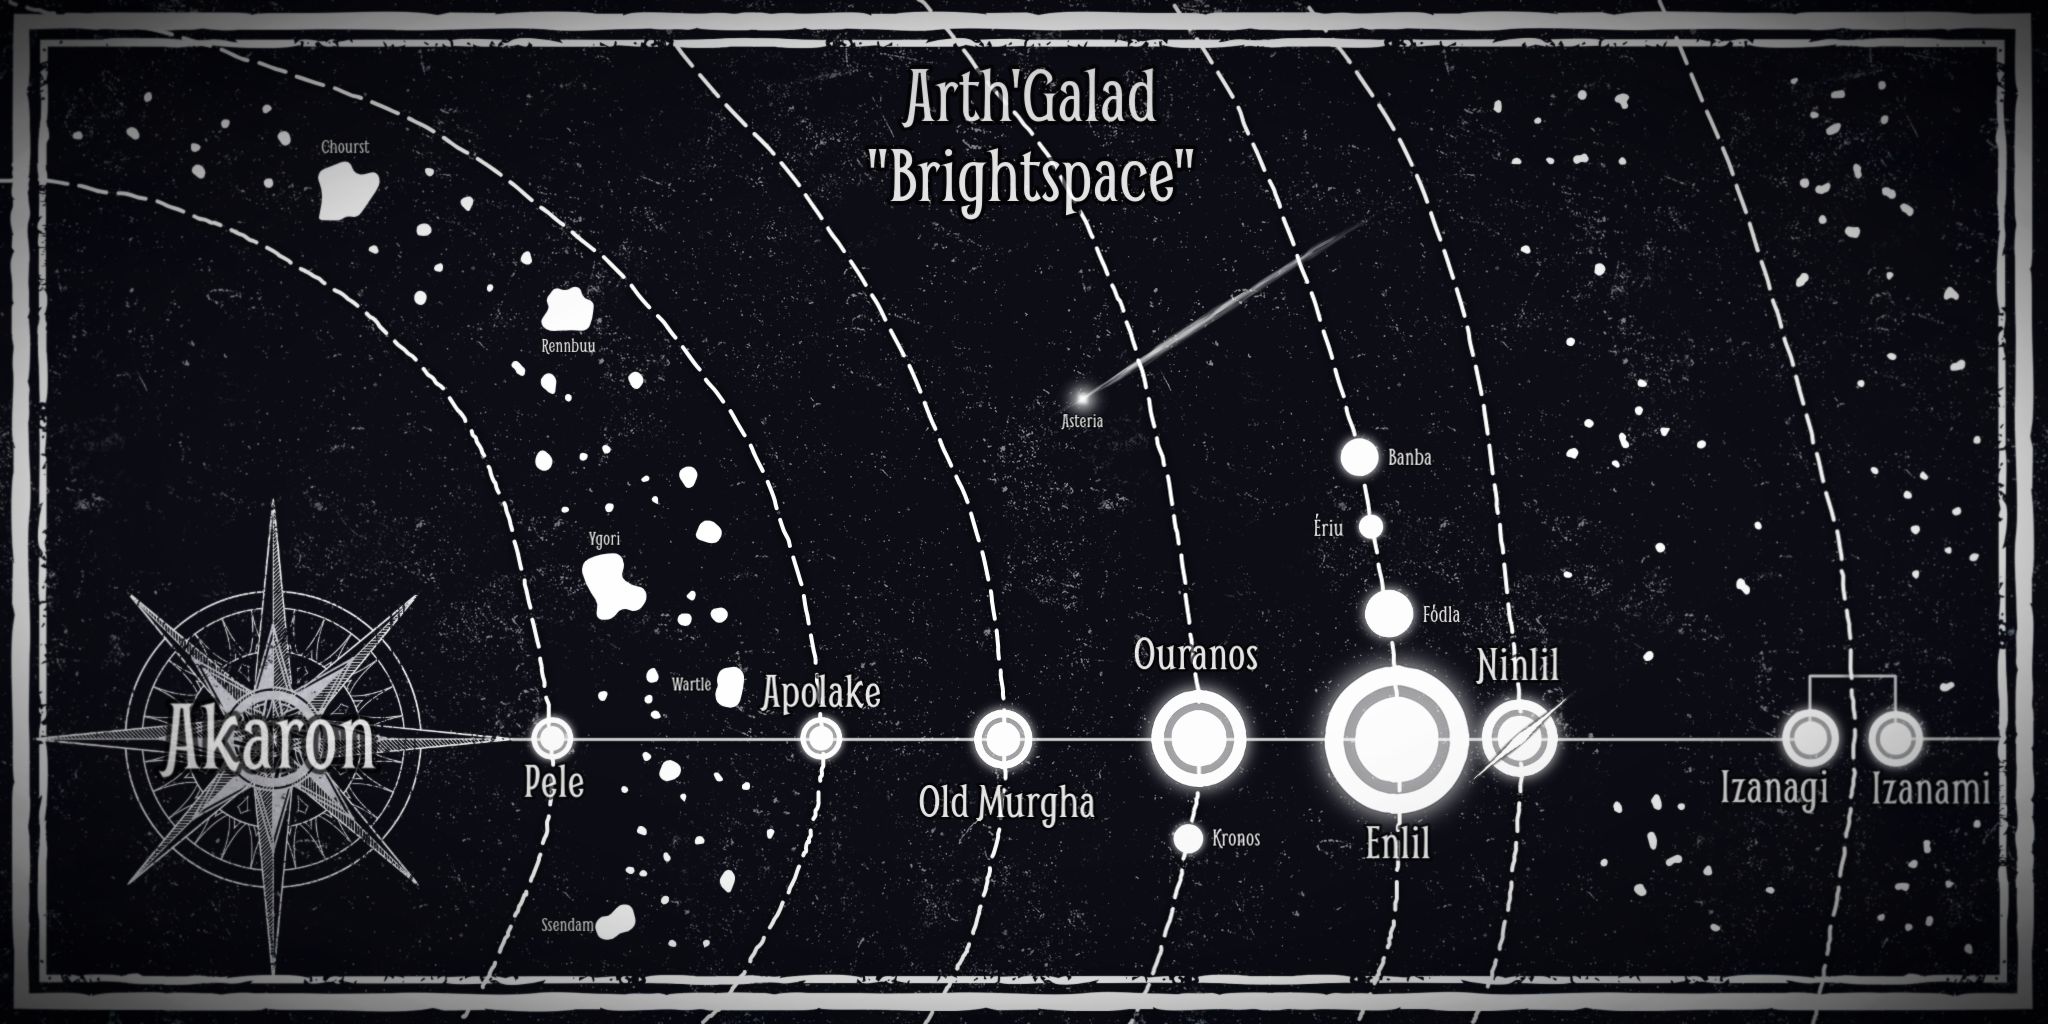 Arth'Galad
"Brightspace"
Chourst
Rennbuu
Asteria
Banba
Ériu
Ygori
Fódla
Ouranos
Ninlil
Wartle
Apolake
Akaron
Pele
Old Murgha
Izanagi
Izanami
Kronos
Enlil
Ssendam